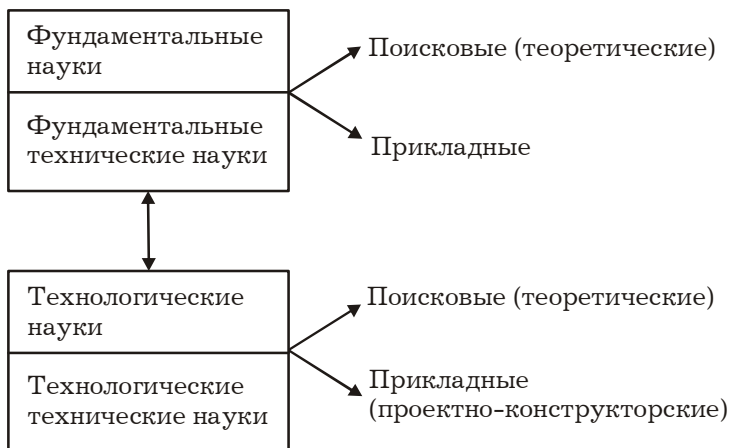 Фундаментальные
науки
Поисковые (теоретические)
Фундаментальные
технические науки
Прикладные
Технологические
науки
Поисковые (теоретические)
Технологические
технические науки
Прикладные
(проектно-конструкторские)